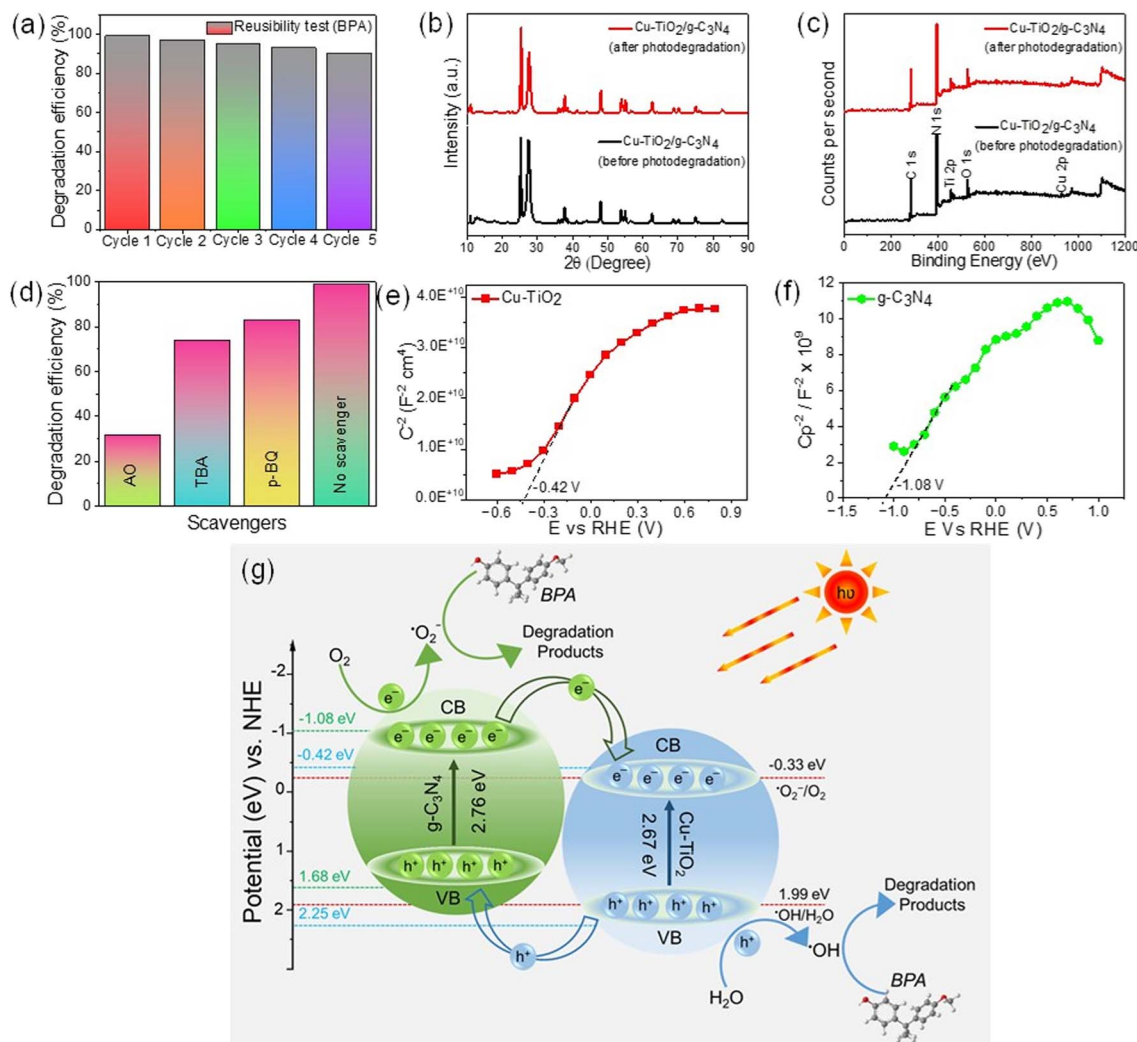 (a)
Reusibility test (BPA)
Degradation efficiency (%)
100
80
60
40
20
0
Cycle 1 Cycle 2 Cycle 3 Cycle 4 Cycle 5
(b)
Cu-TiO₂/g-C₃N₄
(after photodegradation)
Cu-TiO₂/g-C₃N₄
(before photodegradation)
Intensity (a.u.)
10 20 30 40 50 60 70 80 90
2θ (Degree)
(c)
Cu-TiO₂/g-C₃N₄
(after photodegradation)
Cu-TiO₂/g-C₃N₄
(before photodegradation)
Counts per second
C 1s
N 1s
Ti 2p
O 1s
Cu 2p
0 200 400 600 800 1000 1200
Binding Energy (eV)
(d)
Degradation efficiency (%)
100
80
60
40
20
0
AO
TBA
p-BQ
No scavenger
Scavengers
(e)
Cu-TiO₂
C⁻² (F⁻² cm⁴)
4.0E⁺¹⁰
3.0E⁺¹⁰
2.0E⁺¹⁰
1.0E⁺¹⁰
0.0E⁺¹⁰
-0.42 V
−0.6 −0.3 0.0 0.3 0.6 0.9
E vs RHE (V)
(f)
g-C₃N₄
Cp⁻² / F⁻² x 10⁹
12
11
9
8
6
5
3
2
0
-1.08 V
−1.5 −1.0 −0.5 0.0 0.5 1.0
E Vs RHE (V)
(g)
BPA
hυ
•O₂⁻
Degradation
Products
O₂
e⁻
e⁻
Potential (eV) vs. NHE
-2
-1
0
1
2
CB
-1.08 eV
e⁻ e⁻ e⁻ e⁻
-0.42 eV
CB
e⁻ e⁻ e⁻ e⁻
-0.33 eV
•O₂⁻/O₂
g-C₃N₄
2.76 eV
Cu-TiO₂
2.67 eV
h⁺ h⁺ h⁺ h⁺
1.68 eV
VB
2.25 eV
h⁺ h⁺ h⁺ h⁺
1.99 eV
•OH/H₂O
VB
h⁺
h⁺
H₂O
•OH
Degradation
Products
BPA